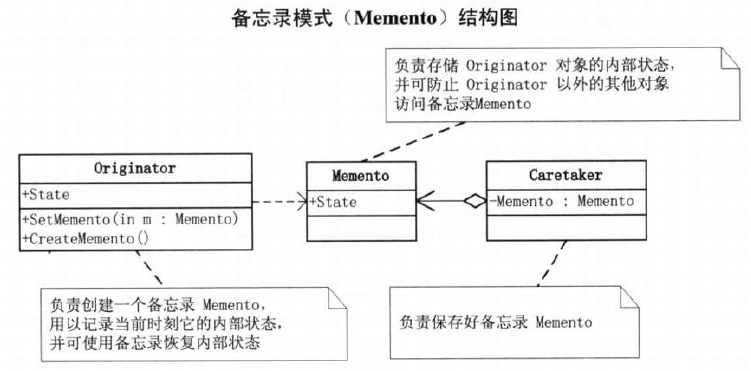 备忘录模式（Memento）结构图
负责存储 Originator 对象的内部状态，
并可防止 Originator 以外的其他对象
访问备忘录Memento
Originator
+State
+SetMemento(in m : Memento)
+CreateMemento()
Memento
+State
Caretaker
-Memento : Memento
负责创建一个备忘录 Memento，
用以记录当前时刻它的内部状态，
并可使用备忘录恢复内部状态
负责保存好备忘录 Memento